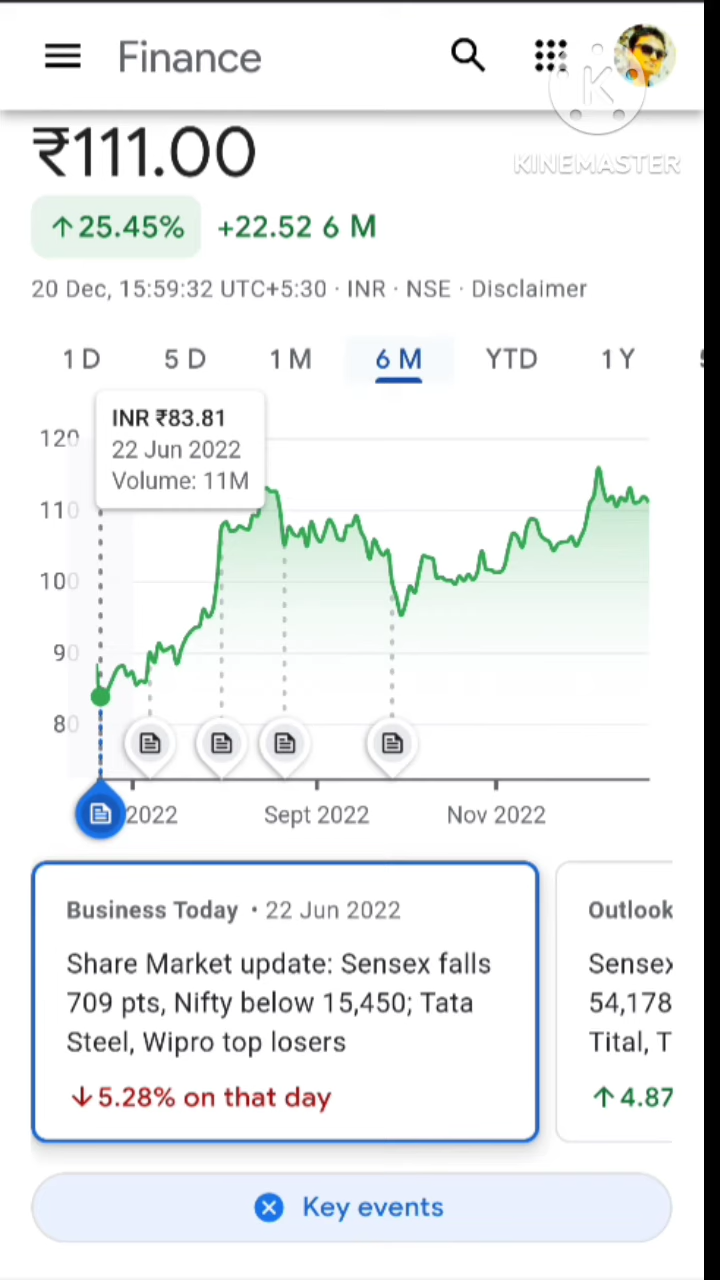 Finance
KINEMASTER
₹111.00
↑25.45% +22.52 6 M
20 Dec, 15:59:32 UTC+5:30 · INR · NSE · Disclaimer
1 D 5 D 1 M 6 M YTD 1 Y
INR ₹83.81
22 Jun 2022
Volume: 11M
120
110
100
90
80
2022 Sept 2022 Nov 2022
Business Today • 22 Jun 2022
Share Market update: Sensex falls
709 pts, Nifty below 15,450; Tata
Steel, Wipro top losers
↓5.28% on that day
Outlook
Sensex
54,178
Tital, T
↑4.87
Key events